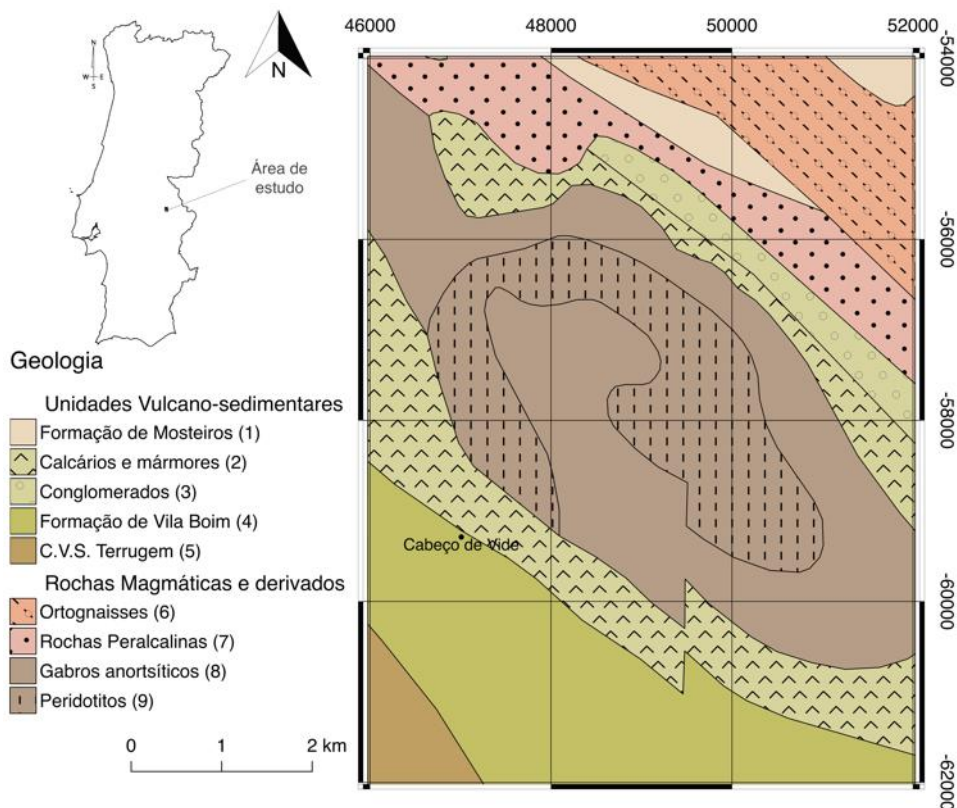 N
W E
S
N
Área de
estudo
Geologia
Unidades Vulcano-sedimentares
Formação de Mosteiros (1)
Calcários e mármores (2)
Conglomerados (3)
Formação de Vila Boim (4)
C.V.S. Terrugem (5)
Rochas Magmáticas e derivados
Ortognaisses (6)
Rochas Peralcalinas (7)
Gabros anortsíticos (8)
Peridotitos (9)
0 1 2 km
46000 48000 50000 52000
-54000
-56000
-58000
-60000
-62000
Cabeço de Vide